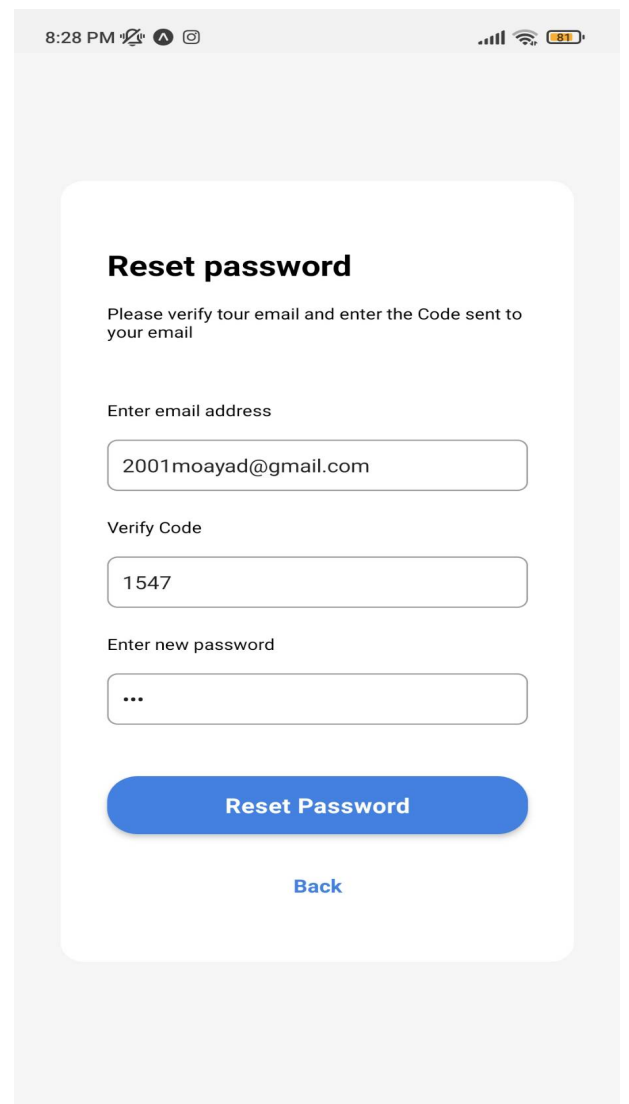 8:28 PM 81
Reset password
Please verify tour email and enter the Code sent to
your email
Enter email address
2001moayad@gmail.com
Verify Code
1547
Enter new password
•••
Reset Password
Back